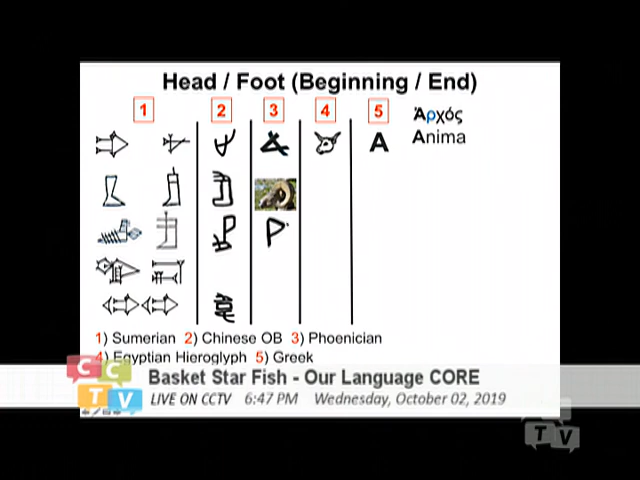 Head / Foot (Beginning / End)
1 2 3 4 5
Ἀρχός
Anima
A
1) Sumerian 2) Chinese OB 3) Phoenician
4) Egyptian Hieroglyph 5) Greek
Basket Star Fish - Our Language CORE
LIVE ON CCTV 6:47 PM Wednesday, October 02, 2019
C C
T V
T V